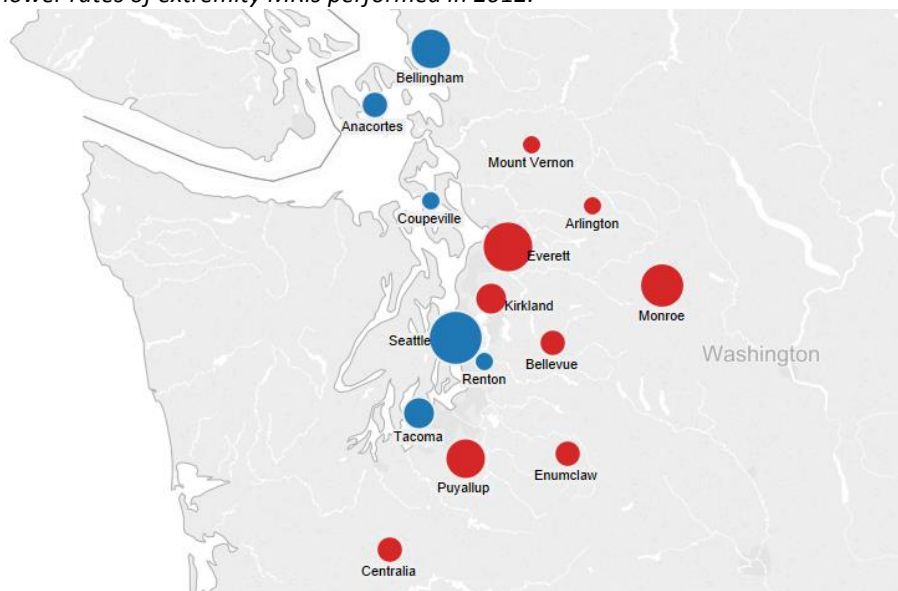 lower rates of extremity MRIs performed in 2012.
Bellingham
Anacortes
Mount Vernon
Coupeville
Arlington
Everett
Kirkland
Monroe
Seattle
Bellevue
Washington
Renton
Tacoma
Enumclaw
Puyallup
Centralia